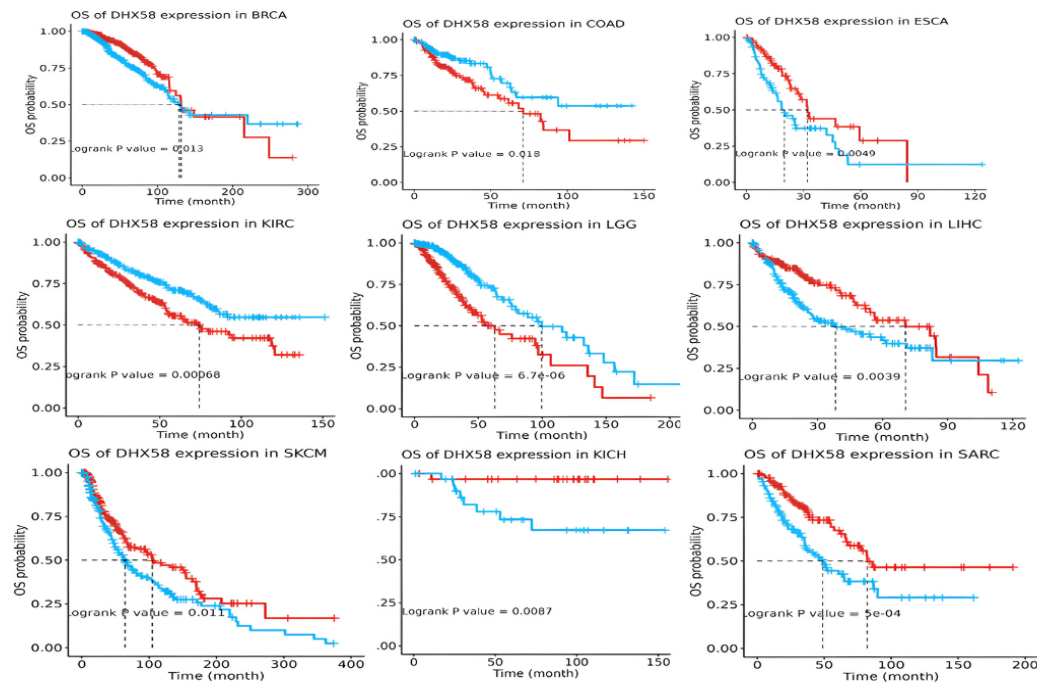 OS of DHX58 expression in BRCA
OS probability
1.00
0.75
0.50
0.25
0.00
Logrank P value = 0.013
0 100 200 300
Time (month)
OS of DHX58 expression in COAD
OS probability
1.00
0.75
0.50
0.25
0.00
Logrank P value = 0.018
0 50 100 150
Time (month)
OS of DHX58 expression in ESCA
OS probability
1.00
0.75
0.50
0.25
0.00
Logrank P value = 0.0049
0 30 60 90 120
Time (month)
OS of DHX58 expression in KIRC
OS probability
1.00
0.75
0.50
0.25
0.00
Logrank P value = 0.00068
0 50 100 150
Time (month)
OS of DHX58 expression in LGG
OS probability
1.00
0.75
0.50
0.25
0.00
Logrank P value = 6.7e-06
0 50 100 150 200
Time (month)
OS of DHX58 expression in LIHC
OS probability
1.00
0.75
0.50
0.25
0.00
Logrank P value = 0.0039
0 30 60 90 120
Time (month)
OS of DHX58 expression in SKCM
OS probability
1.00
0.75
0.50
0.25
0.00
Logrank P value = 0.011
0 100 200 300 400
Time (month)
OS of DHX58 expression in KICH
OS probability
1.00
0.75
0.50
0.25
0.00
Logrank P value = 0.0087
0 50 100 150
Time (month)
OS of DHX58 expression in SARC
OS probability
1.00
0.75
0.50
0.25
0.00
Logrank P value = 5e-04
0 50 100 150 200
Time (month)